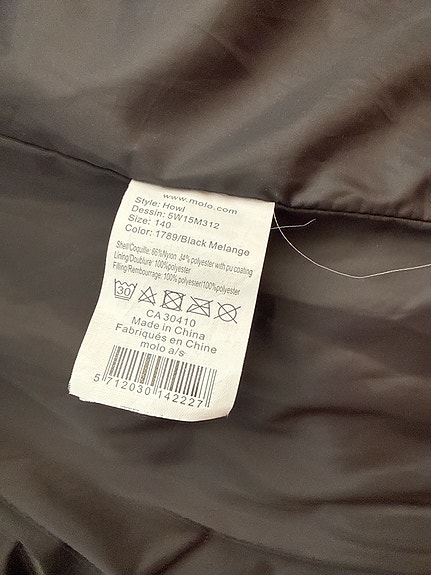 www.molo.com
Style: Howl
Dessin: 5W15M312
Size: 140
Color: 1789/Black Melange
Shell/Coquille: 66%Nylon ,34% polyester with pu coating
Lining/Doublure: 100%polyester
Filling/Rembourrage: 100% polyester/100%polyester
30
CA 30410
Made in China
Fabriqués en Chine
molo a/s
5 712030 142227